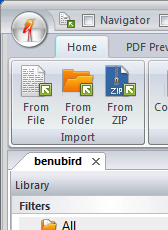 Navigator
Home PDF Prev
From File From Folder From ZIP Co
ZIP
Import
benubird
Library
Filters
All